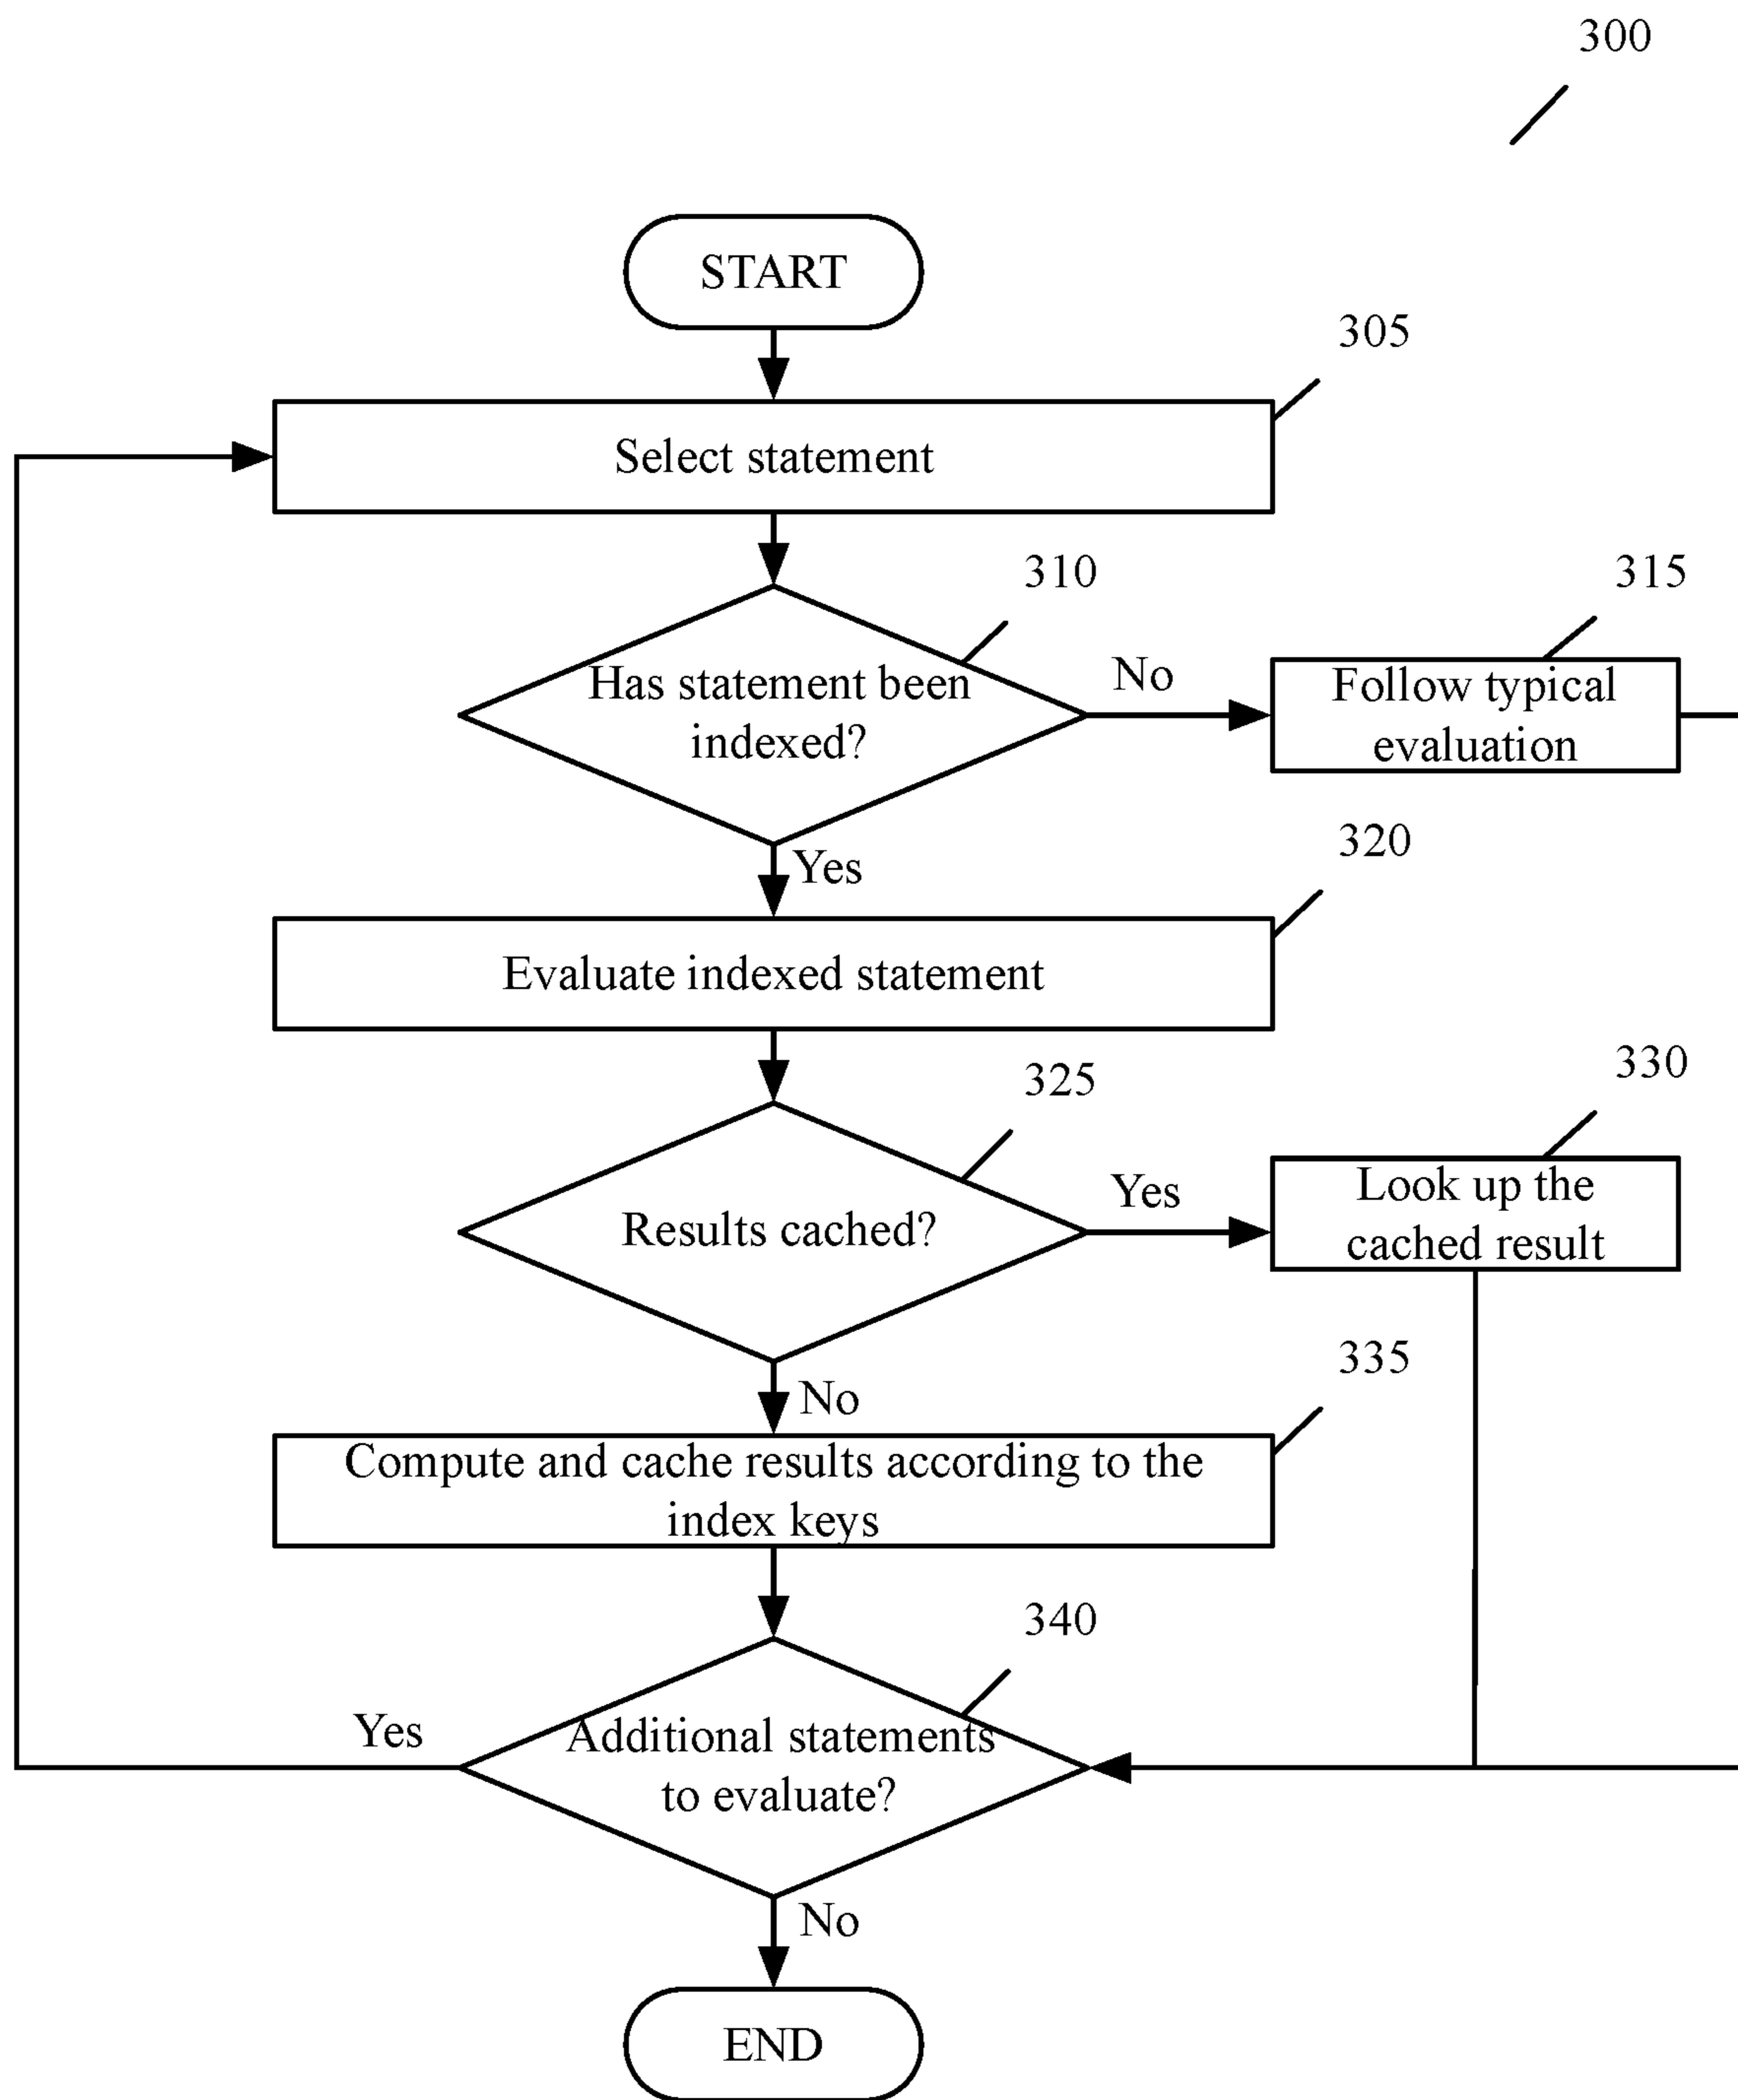 300
START
305
Select statement
310
315
Has statement been
indexed?
No
Follow typical
evaluation
Yes
320
Evaluate indexed statement
325
330
Results cached?
Yes
Look up the
cached result
No
335
Compute and cache results according to the
index keys
340
Yes
Additional statements
to evaluate?
No
END